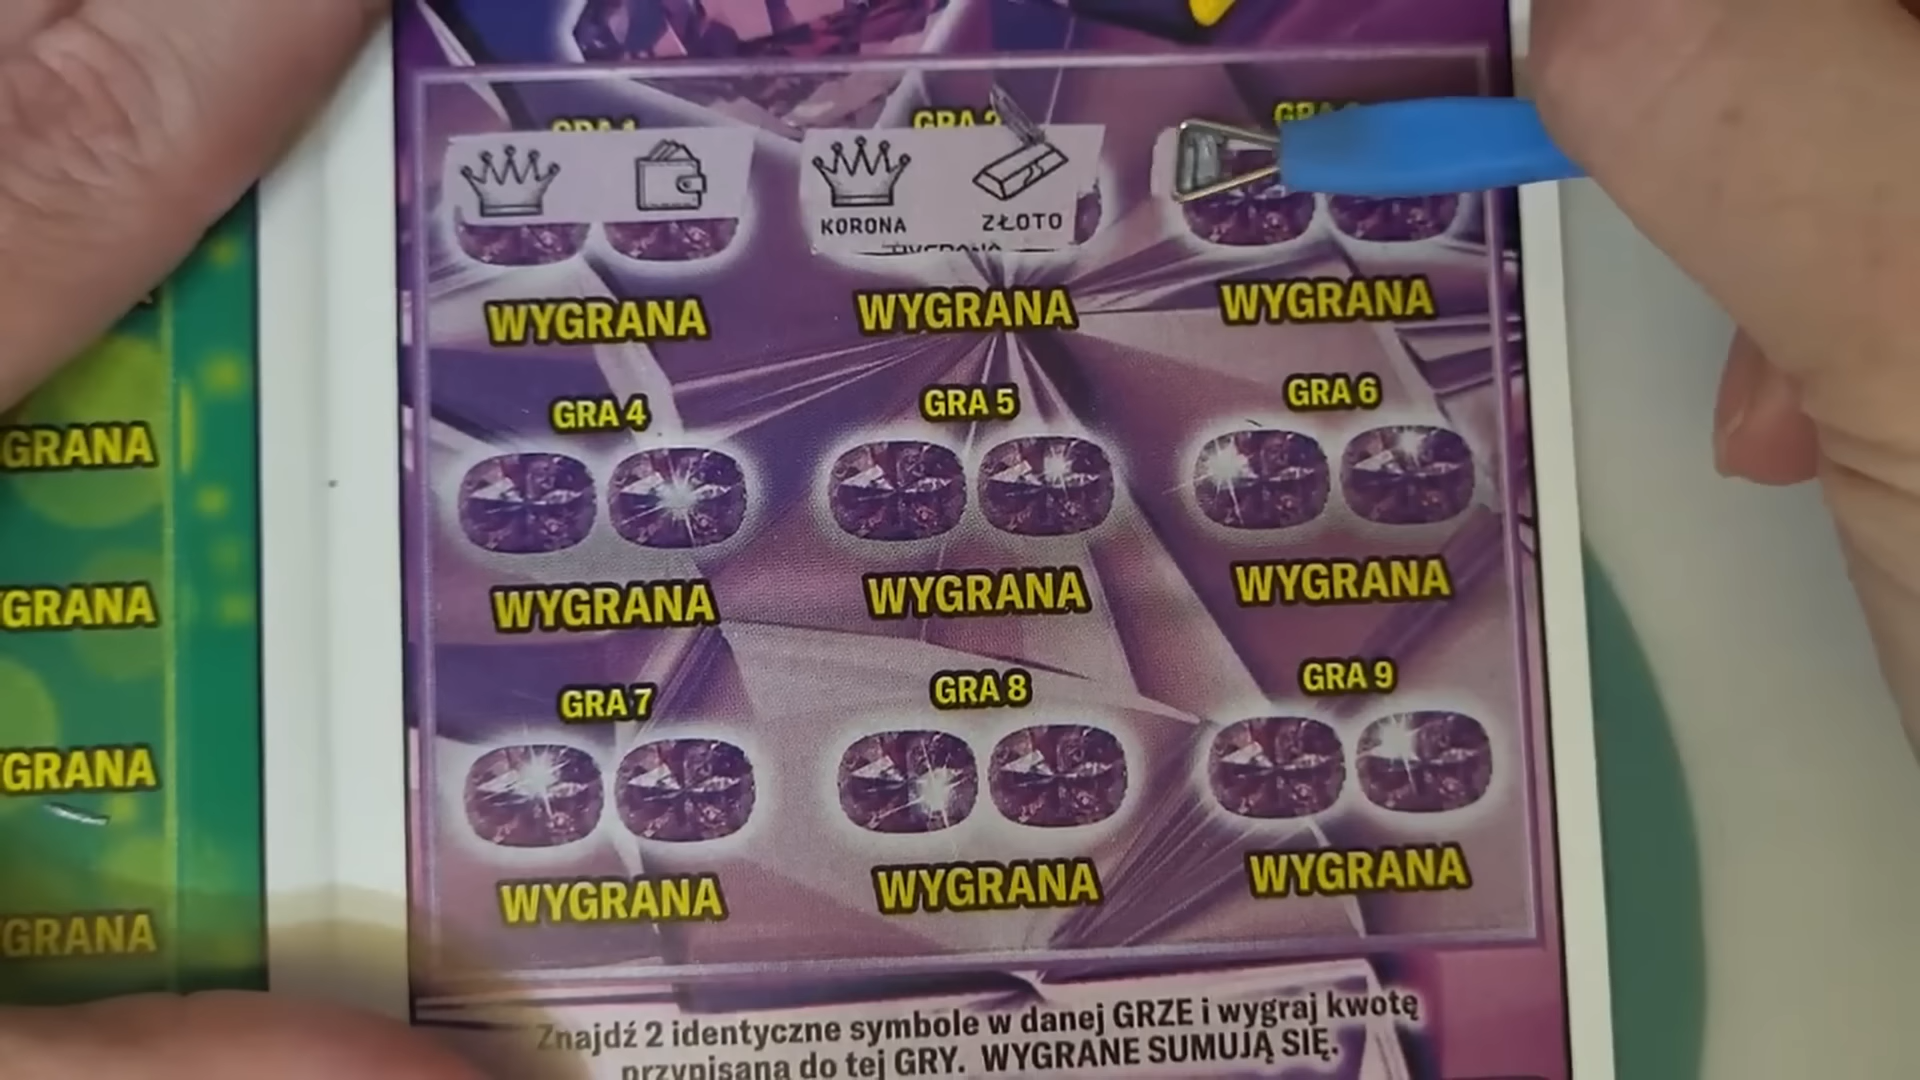 GRA 1 GRA 2 GRA
KORONA ZŁOTO
WYGRANA WYGRANA WYGRANA
GRA 4 GRA 5 GRA 6
WYGRANA WYGRANA WYGRANA
GRA 7 GRA 8 GRA 9
WYGRANA WYGRANA WYGRANA
Znajdź 2 identyczne symbole w danej GRZE i wygraj kwotę
przypisaną do tej GRY. WYGRANE SUMUJĄ SIĘ.
GRANA
GRANA
GRANA
GRANA